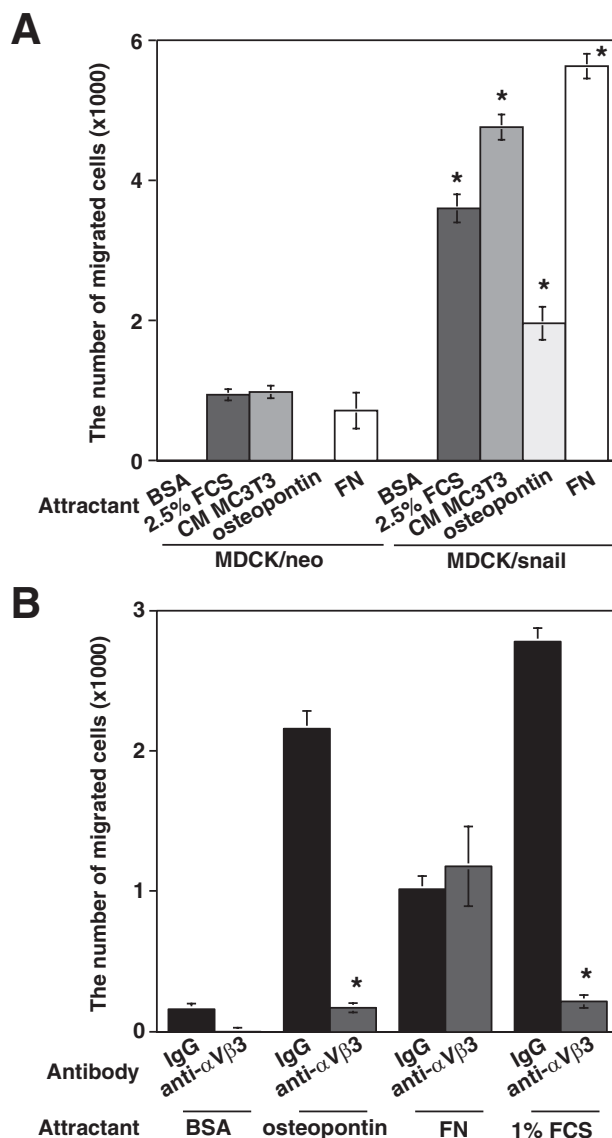 A
The number of migrated cells (x1000)
6
4
2
0
* * * *
Attractant
BSA
2.5% FCS
CM MC3T3
osteopontin
FN
BSA
2.5% FCS
CM MC3T3
osteopontin
FN
MDCK/neo MDCK/snail
B
The number of migrated cells (x1000)
3
2
1
0
* *
Antibody
IgG
anti-αVβ3
IgG
anti-αVβ3
IgG
anti-αVβ3
IgG
anti-αVβ3
Attractant BSA osteopontin FN 1% FCS